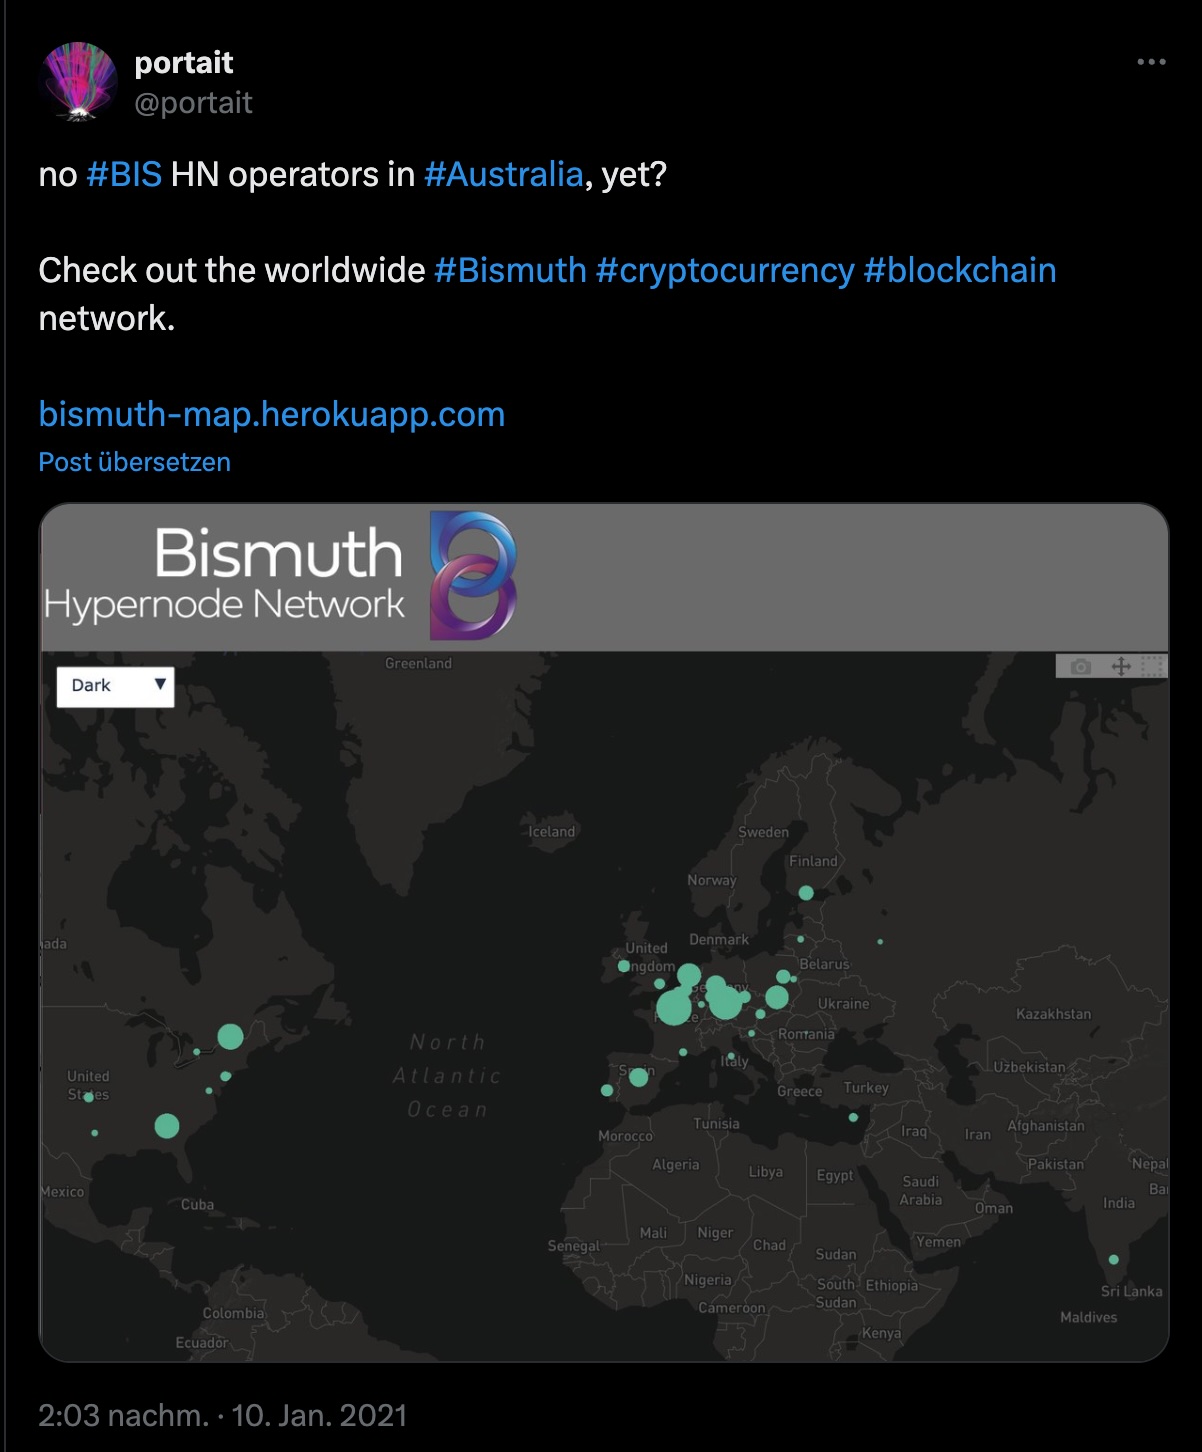 portait
@portait
no #BIS HN operators in #Australia, yet?
Check out the worldwide #Bismuth #cryptocurrency #blockchain
network.
bismuth-map.herokuapp.com
Post übersetzen
Bismuth
Hypernode Network
Dark
Greenland
Iceland
Sweden
Finland
Norway
Denmark
United
Belarus
Ukraine
Kazakhstan
Romania
Italy
Uzbekistan
Greece
Turkey
North
Atlantic
Ocean
United
States
Mexico
Cuba
Morocco
Tunisia
Algeria
Libya
Egypt
Iraq
Iran
Afghanistan
Pakistan
Nepal
Saudi
Arabia
Oman
India
Yemen
Senegal
Mali
Niger
Chad
Sudan
Nigeria
South
Sudan
Ethiopia
Cameroon
Kenya
Sri Lanka
Maldives
Colombia
Ecuador
2:03 nachm. · 10. Jan. 2021